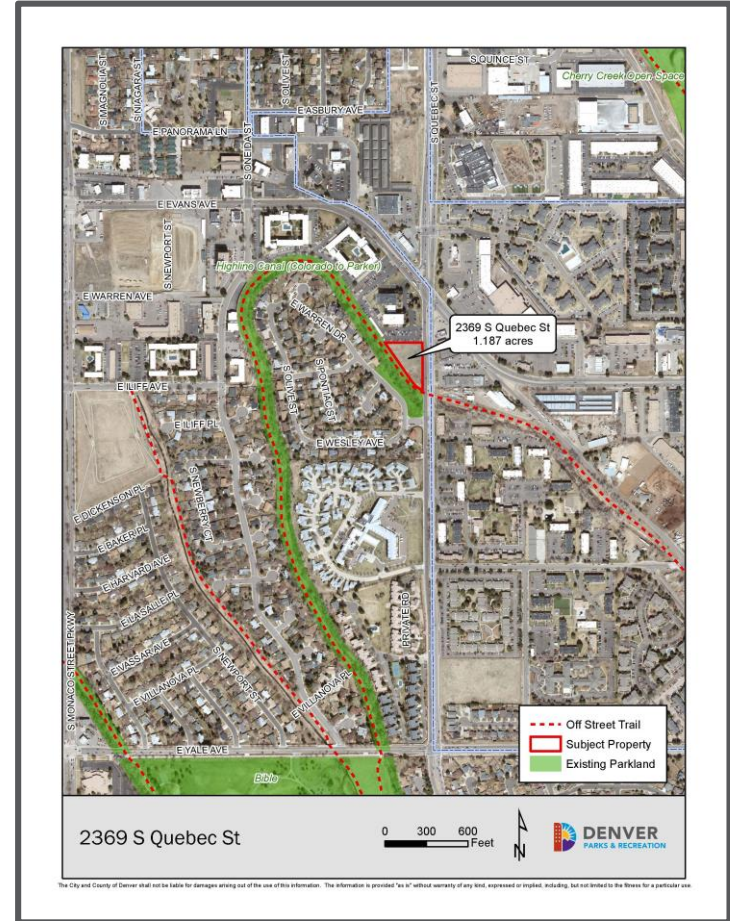 S QUINCE ST
Cherry Creek Open Space
S MAGNOLIA ST
S NIAGARA ST
S OLIVE ST
S ONEIDA ST
S QUEBEC ST
E ASBURY AVE
E PANORAMA LN
E EVANS AVE
S NEWPORT ST
Highline Canal (Colorado to Parker)
E WARREN AVE
E WARREN DR
2369 S Quebec St
1.187 acres
S PONTIAC ST
S OLIVE ST
E ILIFF AVE
E ILIFF PL
E WESLEY AVE
S NEWBERRY CT
E DICKENSON PL
E BAKER PL
E HARVARD AVE
E LASALLE PL
E VASSAR AVE
E VILLANOVA PL
S NEWPORT S
E VILLANOVA PL
PRIVATE RD
S MONACO STREET PKWY
E YALE AVE
Bible
Off Street Trail
Subject Property
Existing Parkland
2369 S Quebec St
0 300 600
Feet
N
DENVER
PARKS & RECREATION
The City and County of Denver shall not be liable for damages arising out of the use of this information. The information is provided "as is" without warranty of any kind, expressed or implied, including, but not limited to the fitness for a particular use.